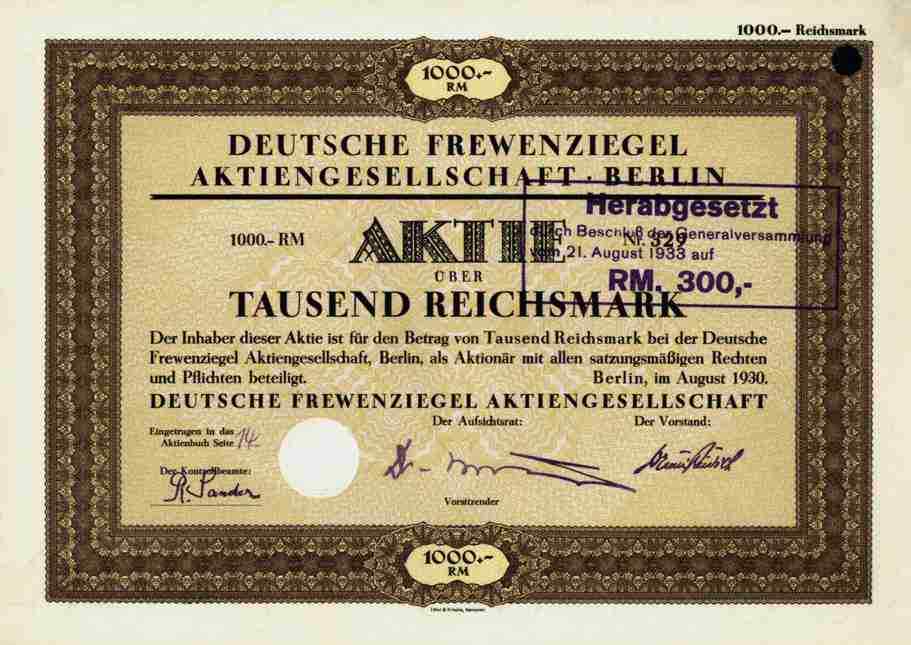 1000.— Reichsmark
1000.-
RM
DEUTSCHE FREWENZIEGEL
AKTIENGESELLSCHAFT · BERLIN
Herabgesetzt
durch Beschluß der Generalversammlung
vom 21. August 1933 auf
RM. 300,-
1000.- RM
AKTIE
Nr. 329
ÜBER
TAUSEND REICHSMARK
Der Inhaber dieser Aktie ist für den Betrag von Tausend Reichsmark bei der Deutsche
Frewenziegel Aktiengesellschaft, Berlin, als Aktionär mit allen satzungsmäßigen Rechten
und Pflichten beteiligt. Berlin, im August 1930.
DEUTSCHE FREWENZIEGEL AKTIENGESELLSCHAFT
Der Aufsichtsrat: Der Vorstand:
Eingetragen in das
Aktienbuch Seite 14
Der Kontrollbeamte:
R. Sander
Vorsitzender
1000.-
RM